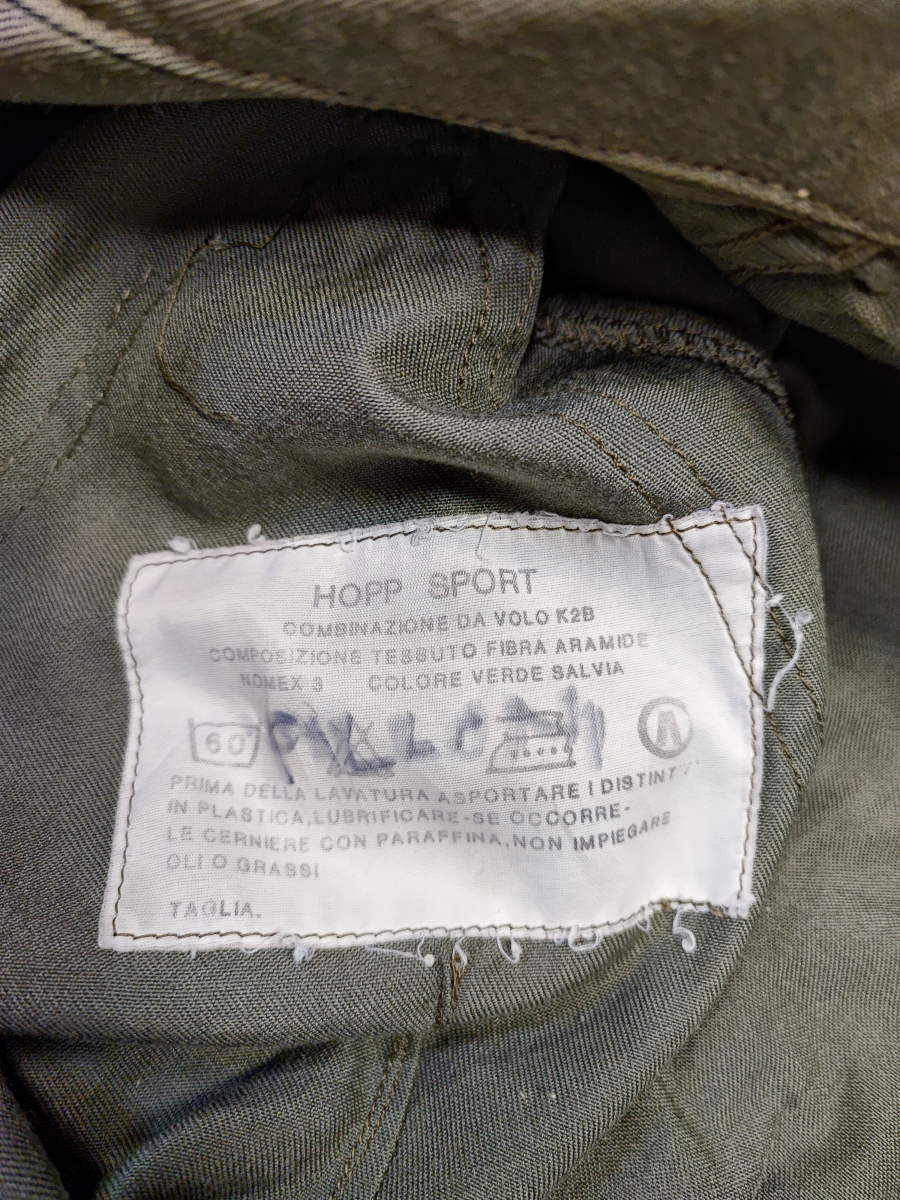 HOPP SPORT
COMBINAZIONE DA VOLO K2B
COMPOSIZIONE TESSUTO FIBRA ARAMIDE
NOMEX 3 COLORE VERDE SALVIA
60° A
PRIMA DELLA LAVATURA ASPORTARE I DISTINTIVI
IN PLASTICA,LUBRIFICARE-SE OCCORRE-
LE CERNIERE CON PARAFFINA.NON IMPIEGARE
OLI O GRASSI
TAGLIA.